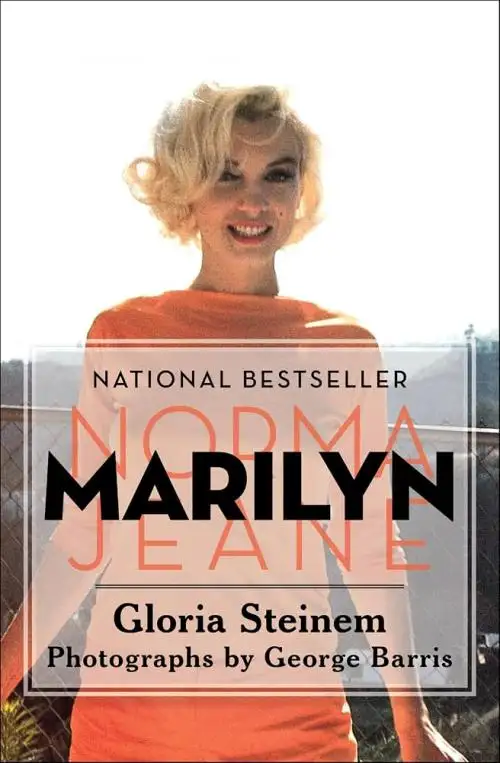 NATIONAL BESTSELLER
NORMA
MARILYN
JEANE
Gloria Steinem
Photographs by George Barris